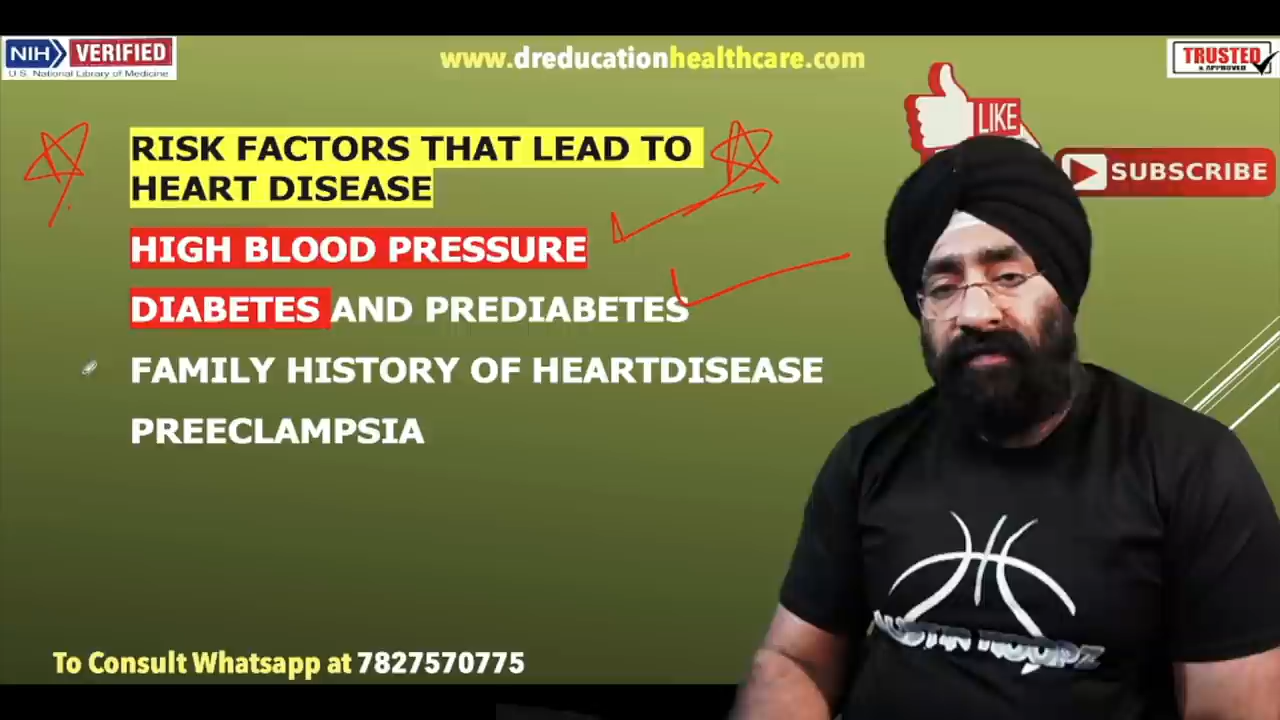 NIH VERIFIED
U.S. National Library of Medicine
www.dreducationhealthcare.com
TRUSTED
& APPROVED
LIKE
SUBSCRIBE
RISK FACTORS THAT LEAD TO
HEART DISEASE
HIGH BLOOD PRESSURE
DIABETES AND PREDIABETES
FAMILY HISTORY OF HEARTDISEASE
PREECLAMPSIA
To Consult Whatsapp at 7827570775